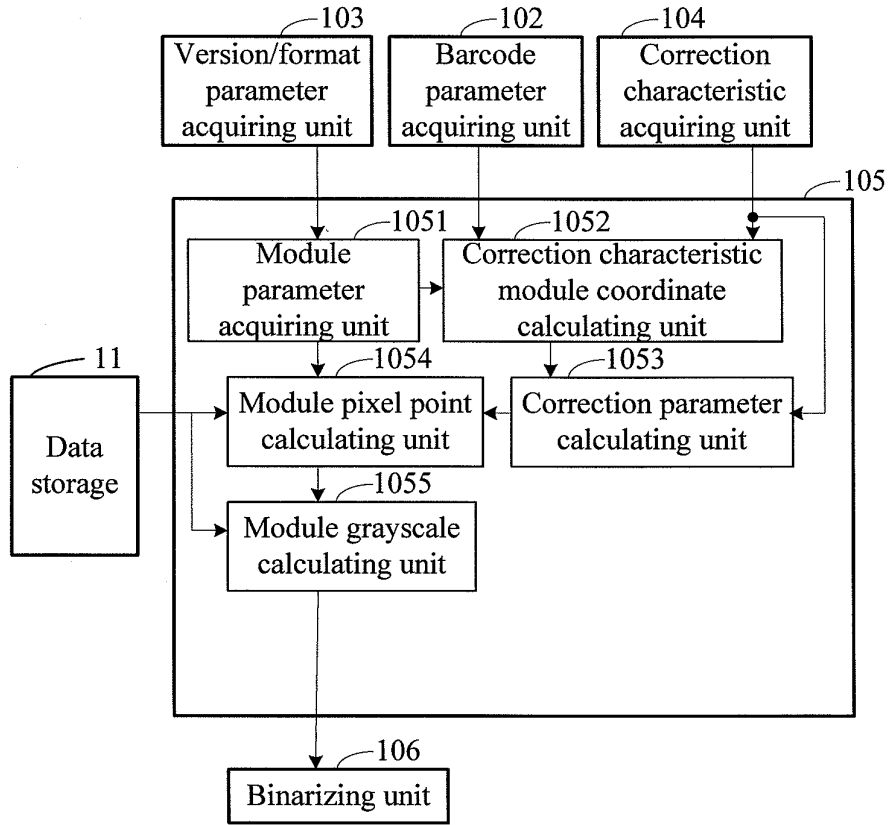 103
102
104
Version/format
parameter
acquiring unit
Barcode
parameter
acquiring unit
Correction
characteristic
acquiring unit
105
1051
1052
Module
parameter
acquiring unit
Correction characteristic
module coordinate
calculating unit
11
1054
1053
Data
storage
Module pixel point
calculating unit
Correction parameter
calculating unit
1055
Module grayscale
calculating unit
106
Binarizing unit